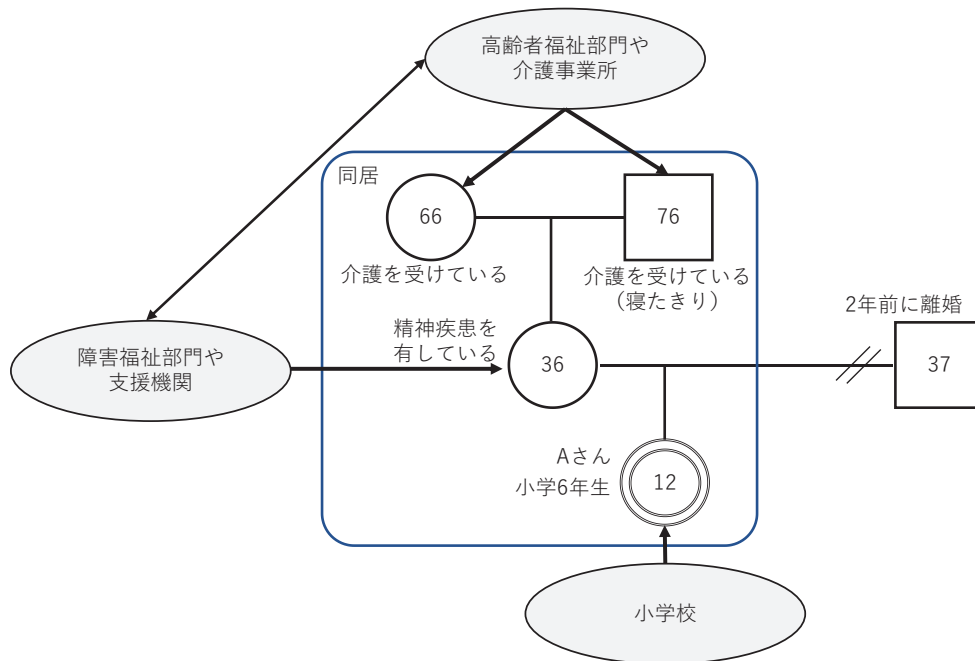 高齢者福祉部門や
介護事業所
同居
66
76
介護を受けている
介護を受けている
（寝たきり）
2年前に離婚
精神疾患を
有している
障害福祉部門や
支援機関
36
37
Aさん
小学6年生
12
小学校